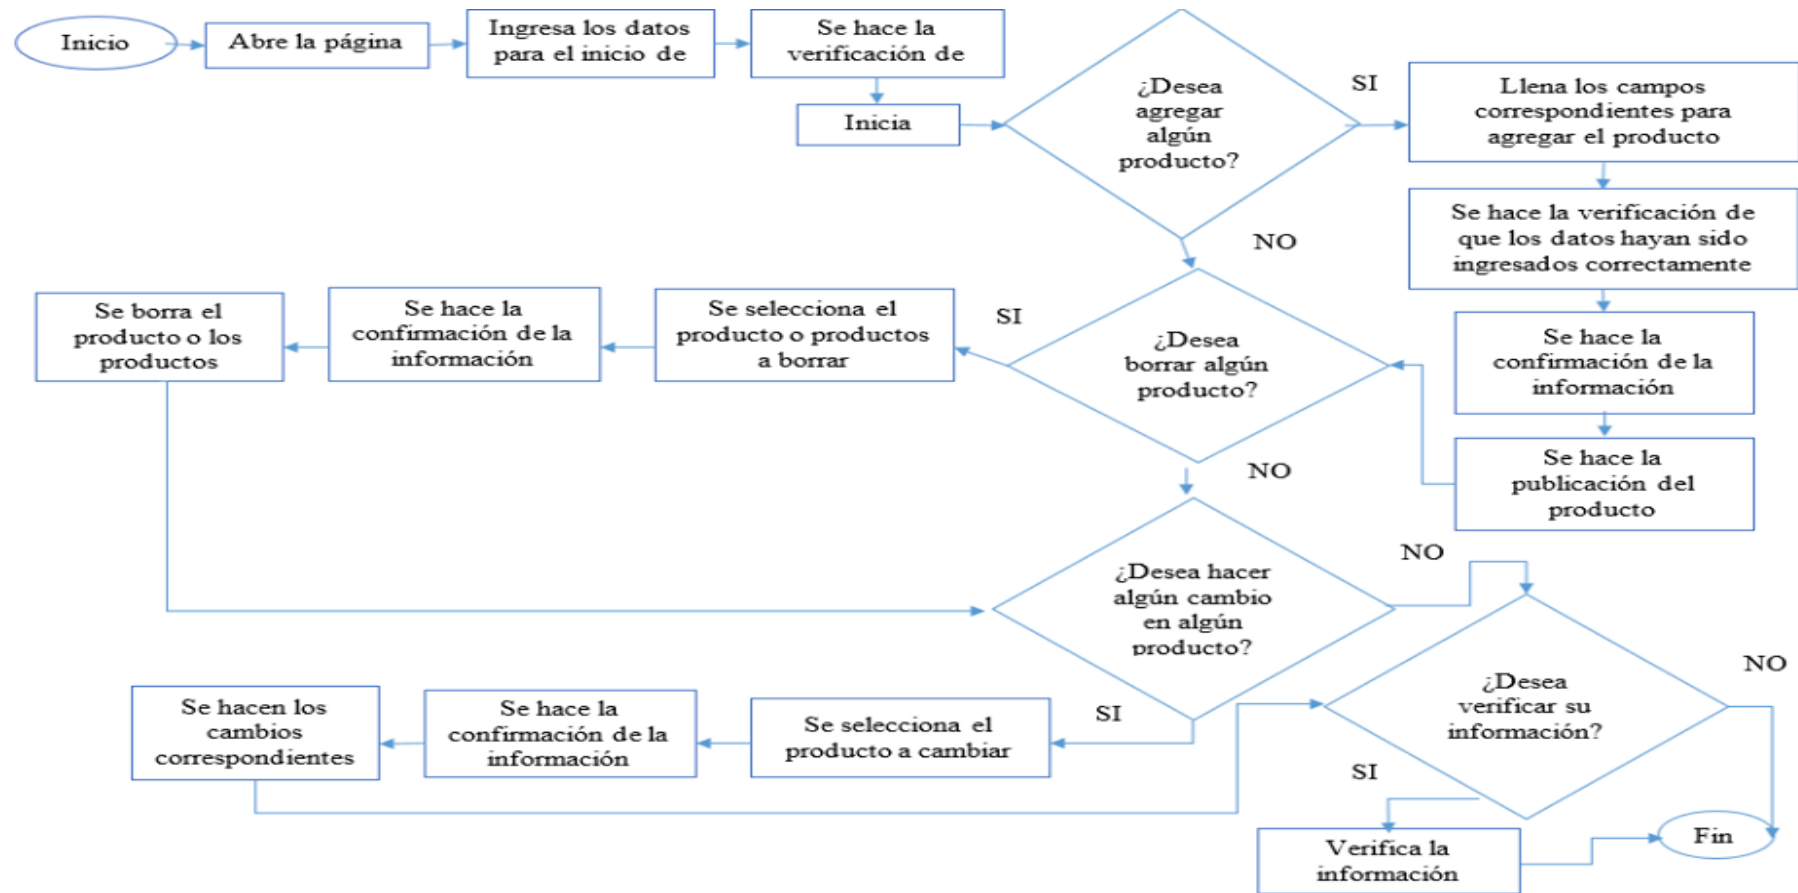 Inicio
Abre la página
Ingresa los datos
para el inicio de
Se hace la
verificación de
Inicia
¿Desea
agregar
algún
producto?
SI
Llena los campos
correspondientes para
agregar el producto
Se hace la verificación de
que los datos hayan sido
ingresados correctamente
Se hace la
confirmación de la
información
Se hace la
publicación del
producto
NO
¿Desea
borrar algún
producto?
SI
Se selecciona el
producto o productos
a borrar
Se hace la
confirmación de la
información
Se borra el
producto o los
productos
NO
¿Desea hacer
algún cambio
en algún
producto?
SI
Se selecciona el
producto a cambiar
Se hace la
confirmación de la
información
Se hacen los
cambios
correspondientes
NO
¿Desea
verificar su
información?
SI
Verifica la
información
NO
Fin